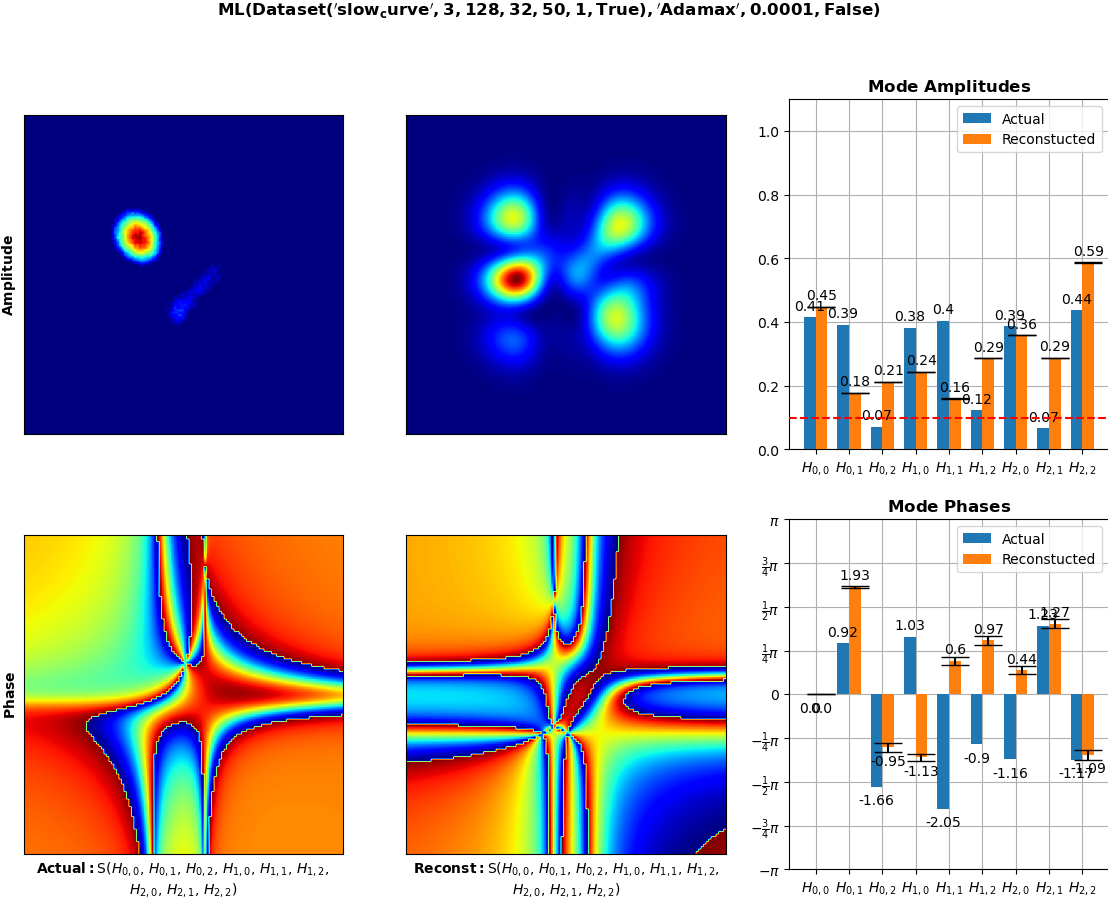 ML(Dataset('slow_curve', 3, 128, 32, 50, 1, True), 'Adamax', 0.0001, False)
Amplitude
Mode Amplitudes
Actual
Reconstucted
1.0
0.8
0.6
0.4
0.2
0.0
0.41
0.45
0.39
0.18
0.07
0.21
0.38
0.24
0.4
0.16
0.12
0.29
0.39
0.36
0.07
0.29
0.44
0.59
H0,0 H0,1 H0,2 H1,0 H1,1 H1,2 H2,0 H2,1 H2,2
Phase
Actual: S(H0,0, H0,1, H0,2, H1,0, H1,1, H1,2,
H2,0, H2,1, H2,2)
Reconst: S(H0,0, H0,1, H0,2, H1,0, H1,1, H1,2,
H2,0, H2,1, H2,2)
Mode Phases
Actual
Reconstucted
π
3/4π
1/2π
1/4π
0
−1/4π
−1/2π
−3/4π
−π
0.0
0.0
0.92
1.93
-1.66
-0.95
1.03
-1.13
-2.05
0.6
-0.9
0.97
-1.16
0.44
1.23
1.27
-1.17
-1.09
H0,0 H0,1 H0,2 H1,0 H1,1 H1,2 H2,0 H2,1 H2,2